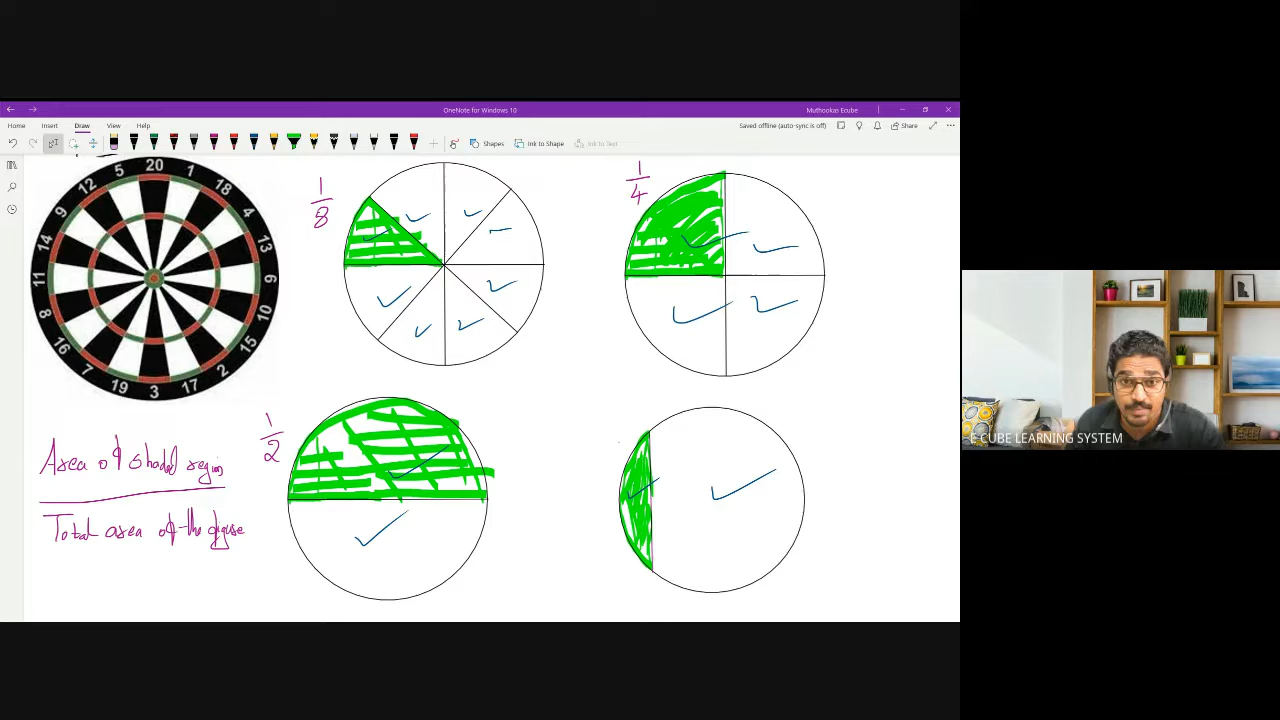 OneNote for Windows 10
Muthookas Ecube
Home Insert Draw View Help
Saved offline (auto-sync is off)
Share
Shapes
Ink to Shape
Ink to Text
20 1 18 4 13 6 10 15 2 17 3 19 7 16 8 11 14 9 12 5
1
8
1
4
1
2
Area of shaded region
Total area of the figure
E CUBE LEARNING SYSTEM